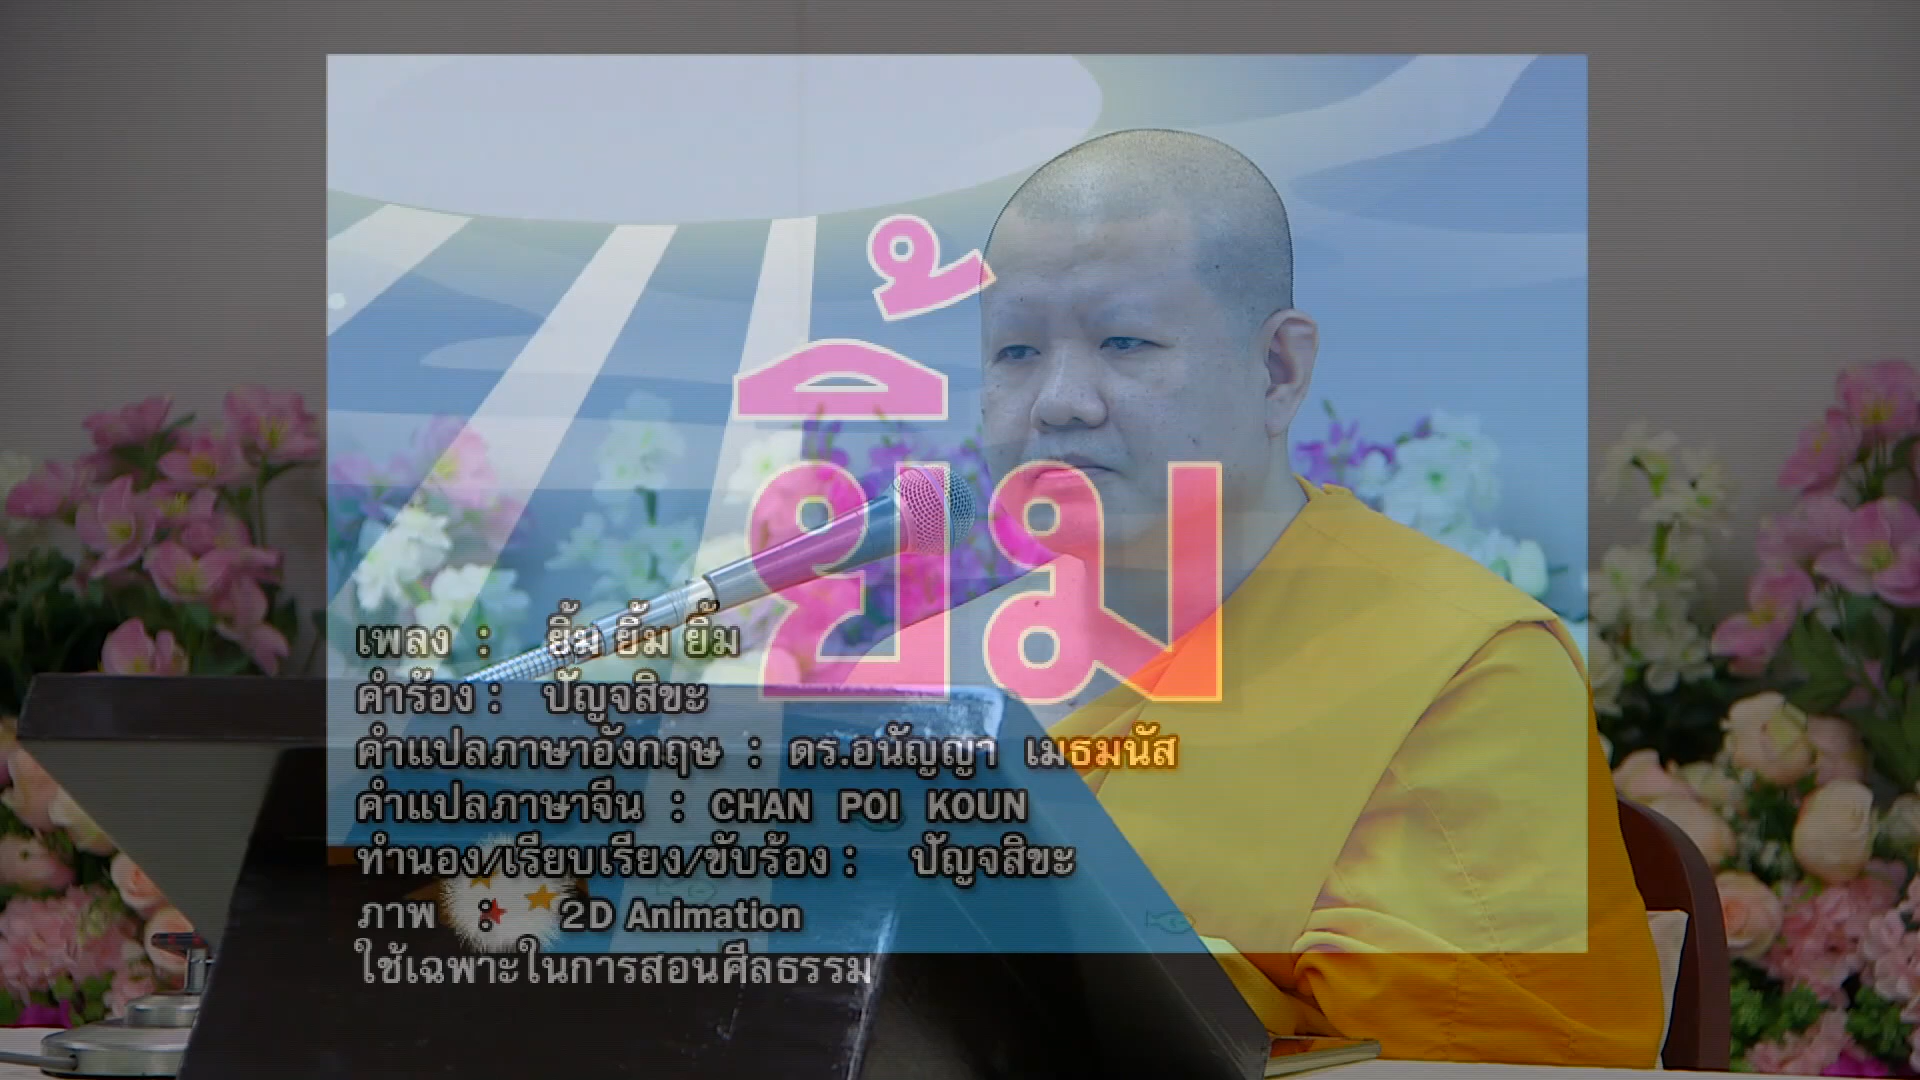 ยิ้ม
เพลง : ยิ้ม ยิ้ม ยิ้ม
คำร้อง : ปัญจสิขะ
คำแปลภาษาอังกฤษ : ดร.อนัญญา เมธมนัส
คำแปลภาษาจีน : CHAN POI KOUN
ทำนอง/เรียบเรียง/ขับร้อง : ปัญจสิขะ
ภาพ : 2D Animation
ใช้เฉพาะในการสอนศีลธรรม